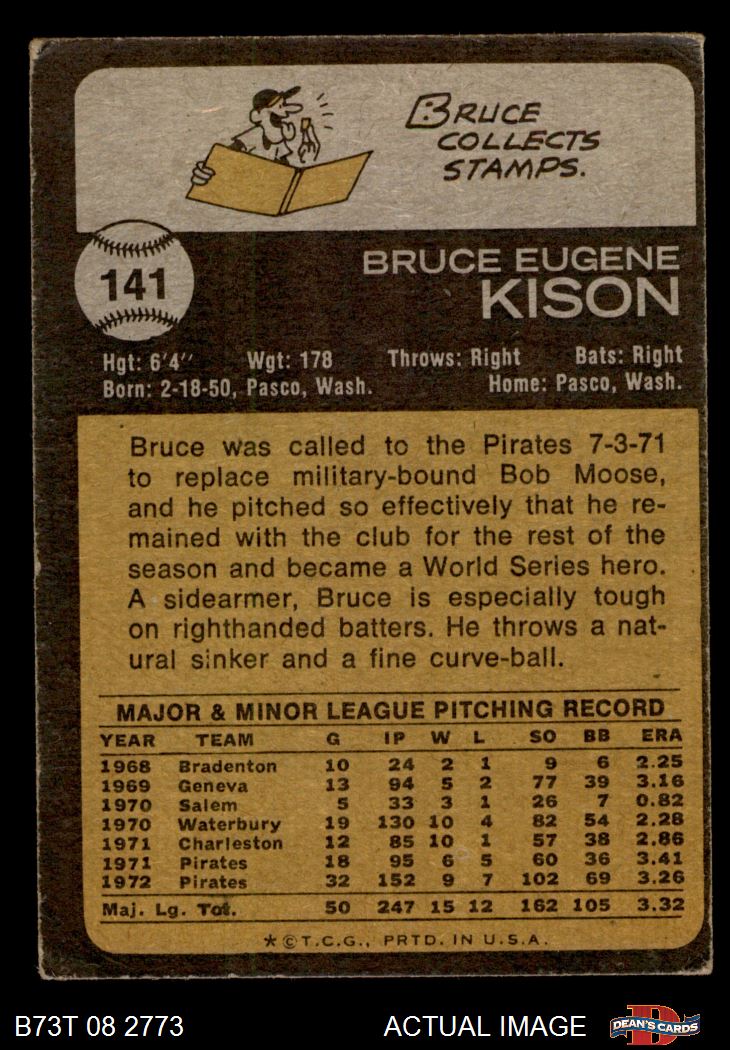 BRUCE
COLLECTS
STAMPS.
141
BRUCE EUGENE
KISON
Hgt: 6'4" Wgt: 178 Throws: Right Bats: Right
Born: 2-18-50, Pasco, Wash. Home: Pasco, Wash.
Bruce was called to the Pirates 7-3-71
to replace military-bound Bob Moose,
and he pitched so effectively that he re-
mained with the club for the rest of the
season and became a World Series hero.
A sidearmer, Bruce is especially tough
on righthanded batters. He throws a nat-
ural sinker and a fine curve-ball.
MAJOR & MINOR LEAGUE PITCHING RECORD
YEAR TEAM G IP W L SO BB ERA
1968 Bradenton 10 24 2 1 9 6 2.25
1969 Geneva 13 94 5 2 77 39 3.16
1970 Salem 5 33 3 1 26 7 0.82
1970 Waterbury 19 130 10 4 82 54 2.28
1971 Charleston 12 85 10 1 57 38 2.86
1971 Pirates 18 95 6 5 60 36 3.41
1972 Pirates 32 152 9 7 102 69 3.26
Maj. Lg. Tot. 50 247 15 12 162 105 3.32
*©T.C.G., PRTD. IN U.S.A.
B73T 08 2773 ACTUAL IMAGE DEAN'S CARDS